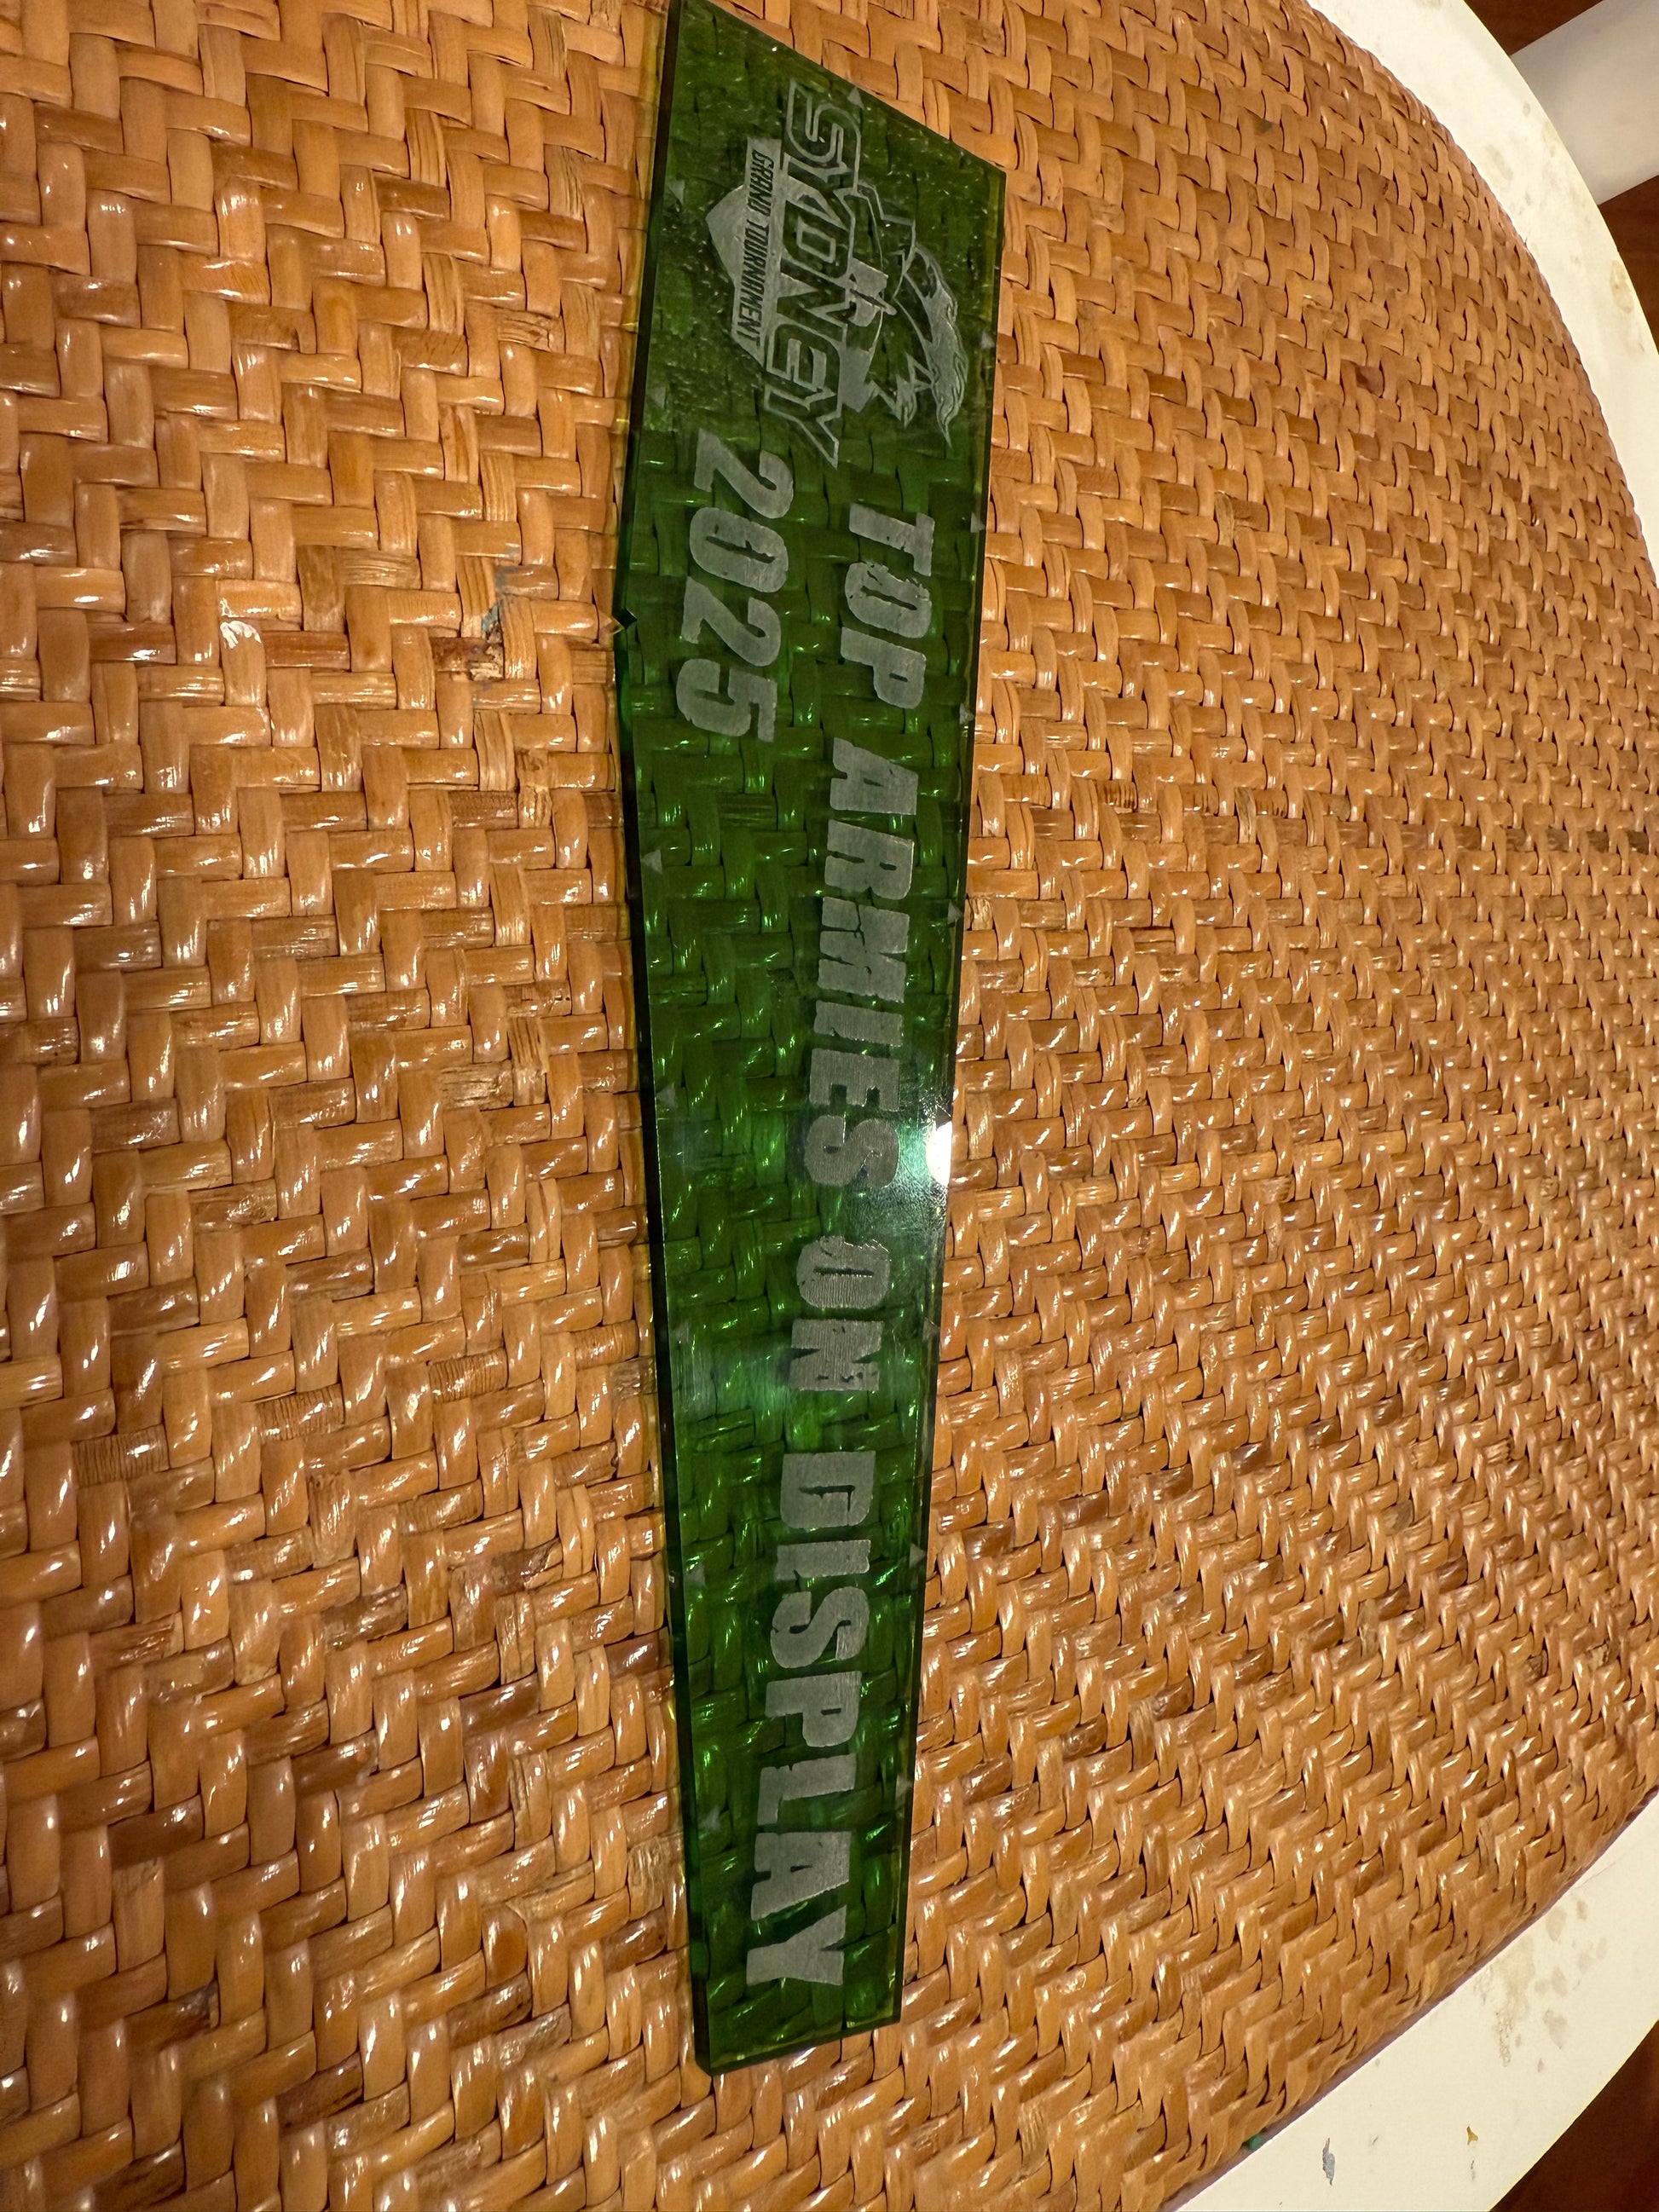 SYDNEY
GRAND TOURNAMENT
TOP ARMIES ON DISPLAY
2025